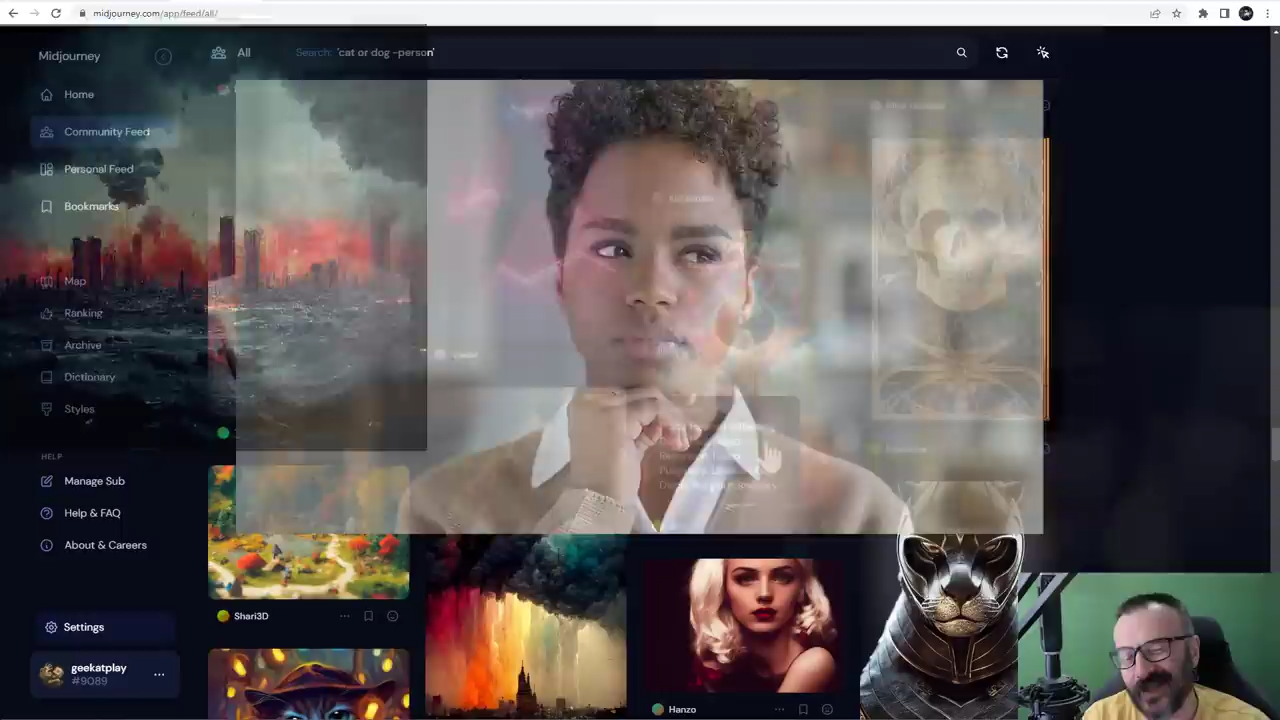 midjourney.com/app/feed/all/
Midjourney
All
Search: 'cat or dog -person'
Home
Community Feed
Personal Feed
Bookmarks
Map
Ranking
Archive
Dictionary
Styles
HELP
Manage Sub
Help & FAQ
About & Careers
Settings
geekatplay
#9089
Shari3D
Hanzo